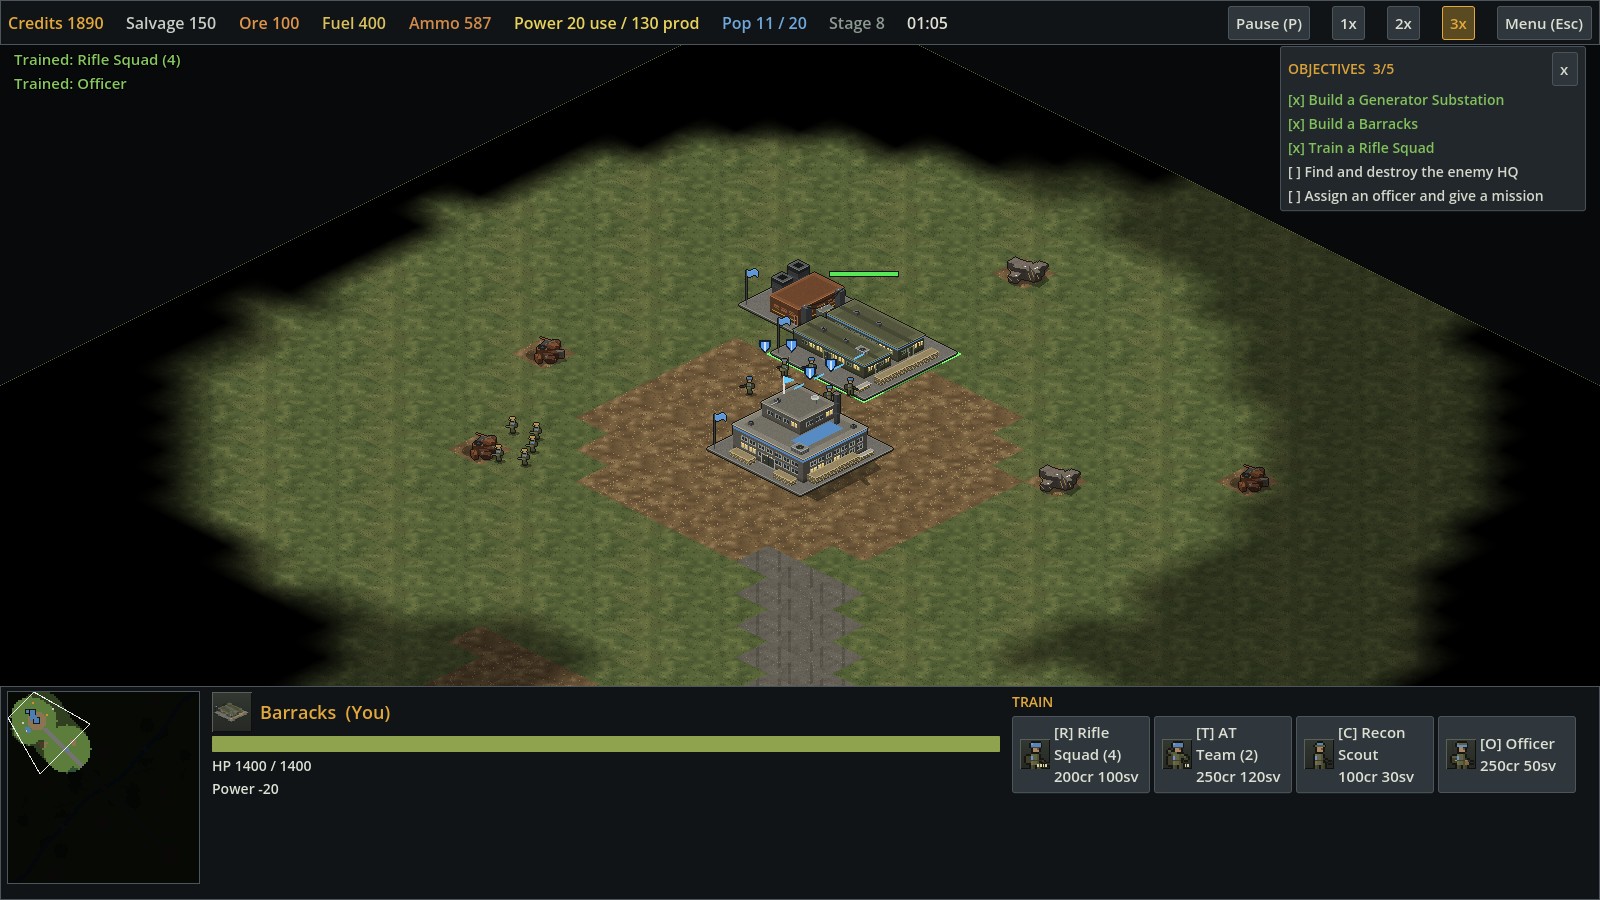 Credits 1890 Salvage 150 Ore 100 Fuel 400 Ammo 587 Power 20 use / 130 prod Pop 11 / 20 Stage 8 01:05 Pause (P) 1x 2x 3x Menu (Esc)
Trained: Rifle Squad (4)
Trained: Officer
OBJECTIVES 3/5 x
[x] Build a Generator Substation
[x] Build a Barracks
[x] Train a Rifle Squad
[ ] Find and destroy the enemy HQ
[ ] Assign an officer and give a mission
Barracks (You)
HP 1400 / 1400
Power -20
TRAIN
[R] Rifle
Squad (4)
200cr 100sv
[T] AT
Team (2)
250cr 120sv
[C] Recon
Scout
100cr 30sv
[O] Officer
250cr 50sv